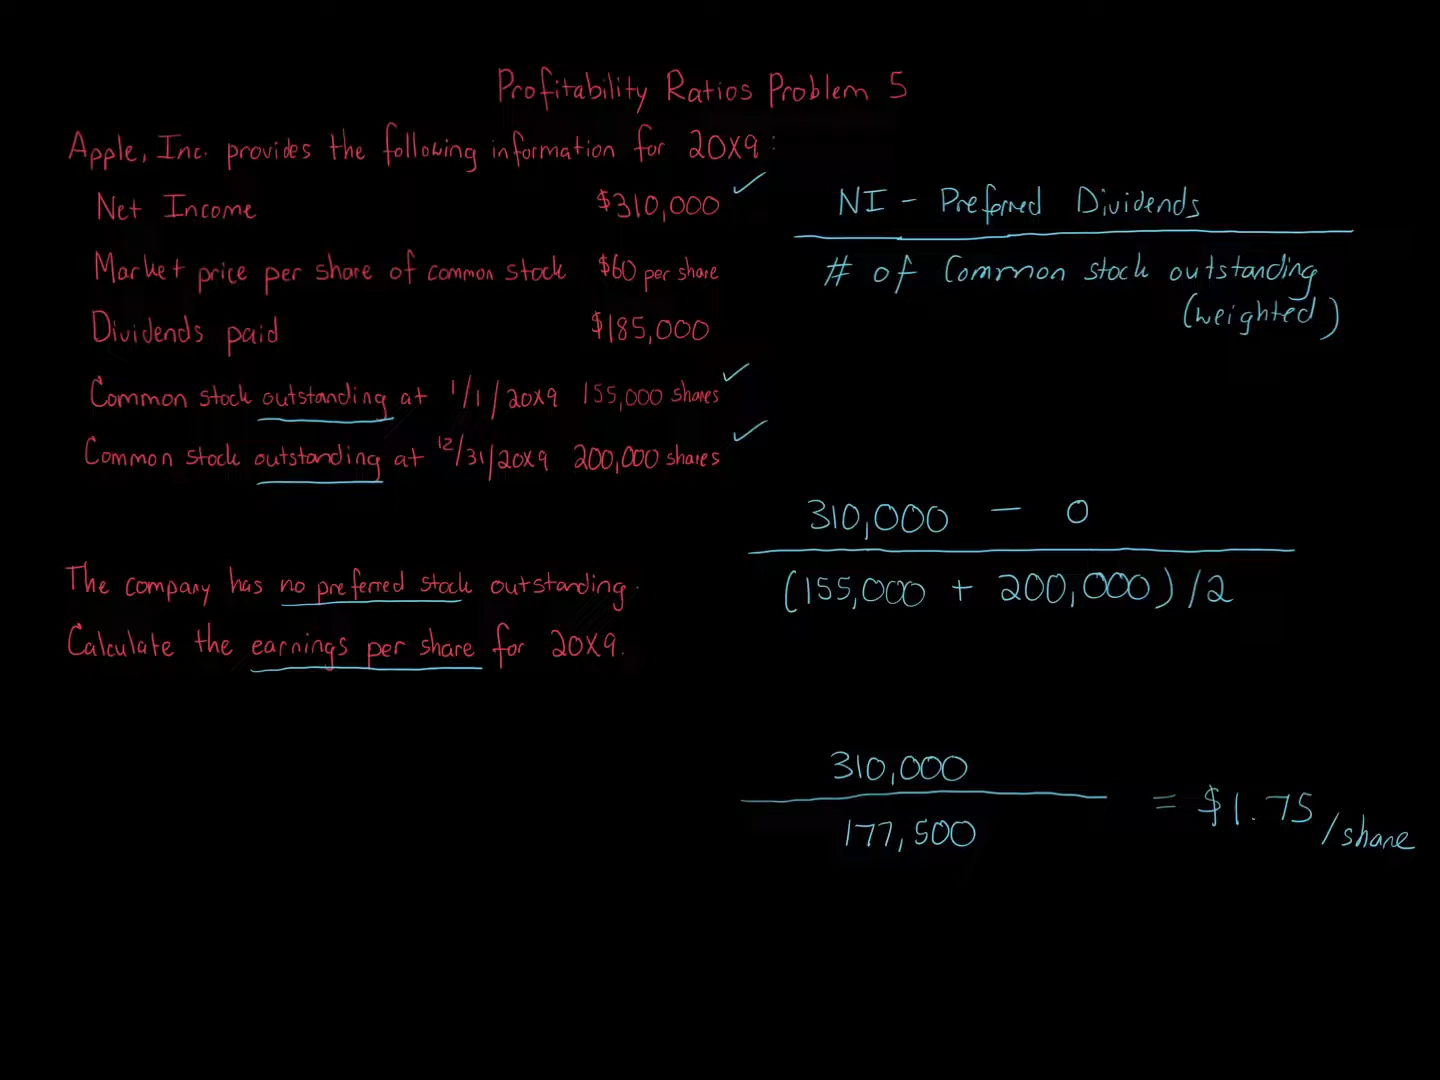 Profitability Ratios Problem 5
Apple, Inc. provides the following information for 20X9:
Net Income $310,000
Market price per share of common stock $60 per share
Dividends paid $185,000
Common stock outstanding at 1/1/20X9 155,000 shares
Common stock outstanding at 12/31/20X9 200,000 shares
The company has no preferred stock outstanding.
Calculate the earnings per share for 20X9.
NI - Preferred Dividends
# of Common stock outstanding
(weighted)
310,000 - 0
(155,000 + 200,000)/2
310,000
177,500
= $1.75/share